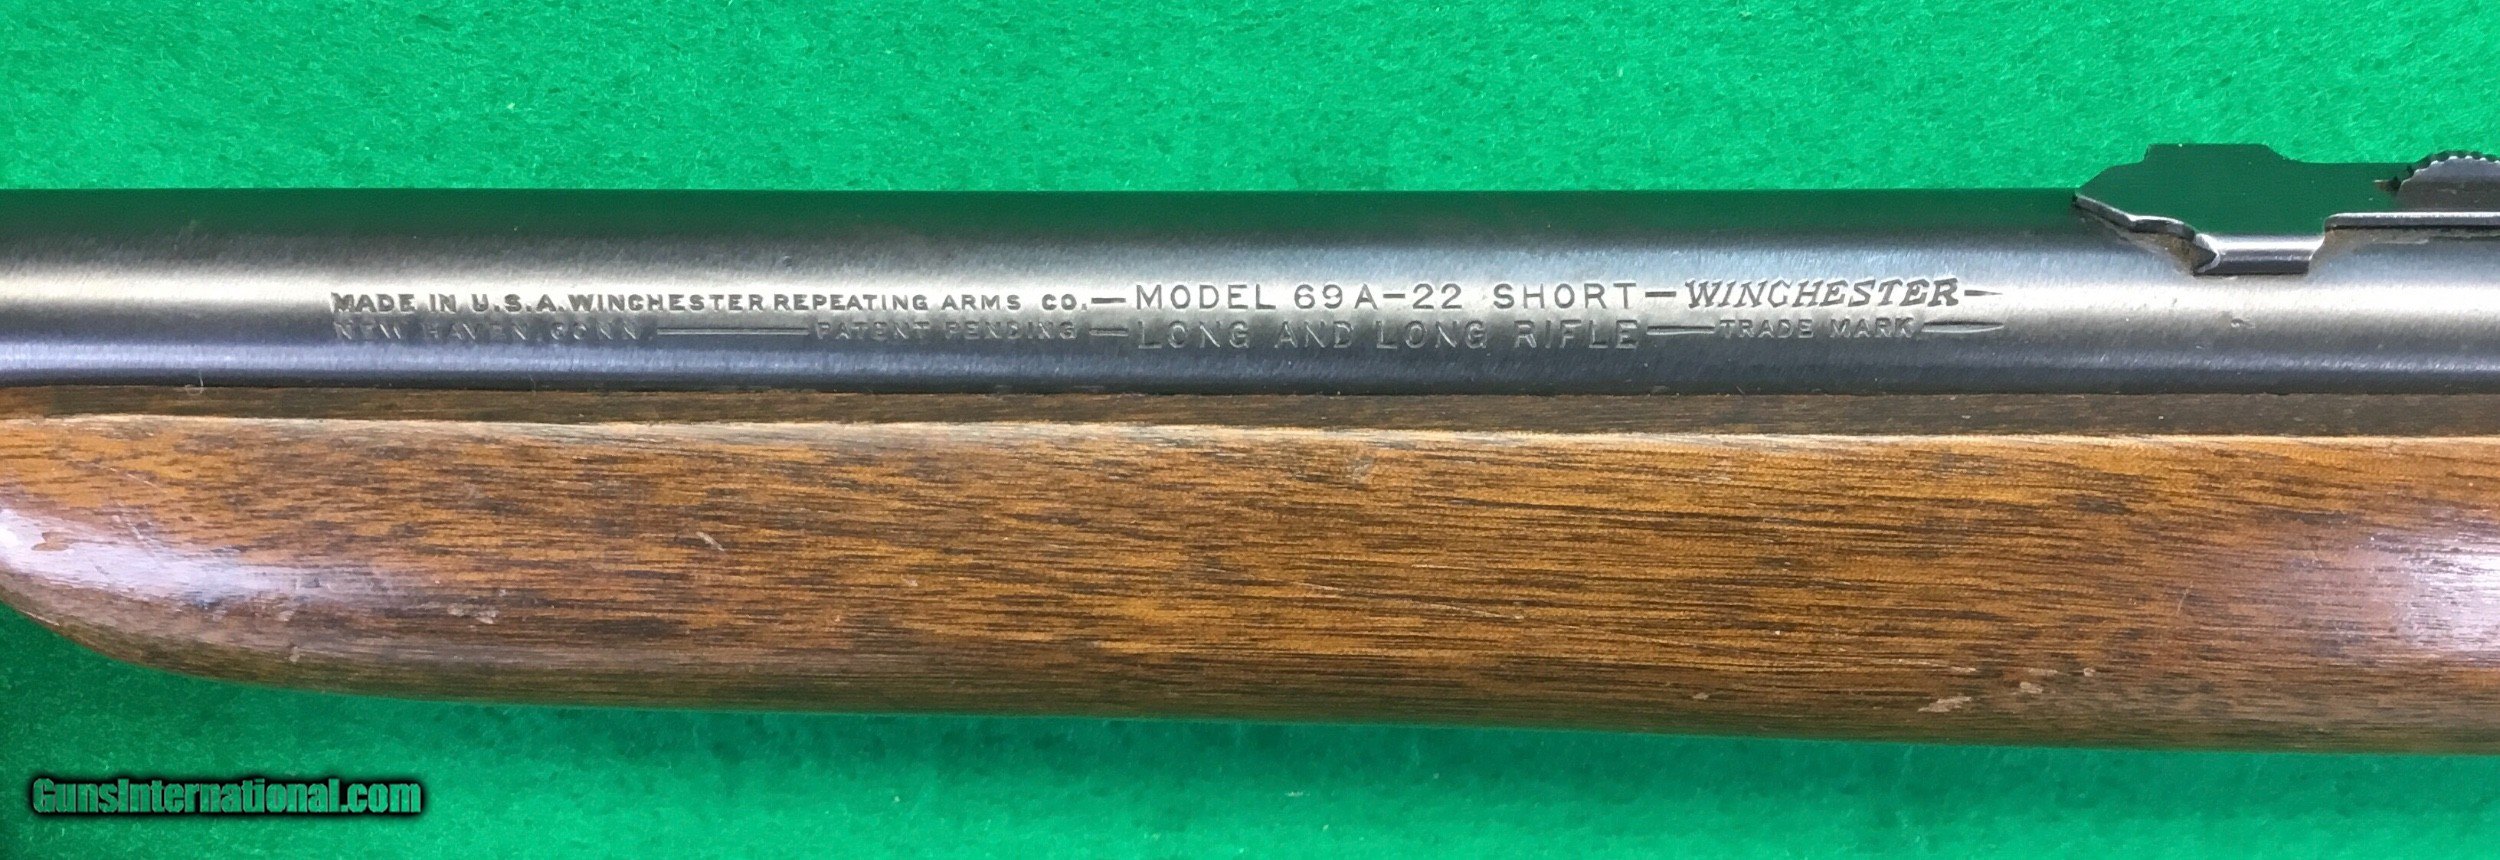 MADE IN U.S.A. WINCHESTER REPEATING ARMS CO. — MODEL 69A-22 SHORT — WINCHESTER —
NEW HAVEN, CONN. — PATENT PENDING — LONG AND LONG RIFLE — TRADE MARK —
GunsInternational.com